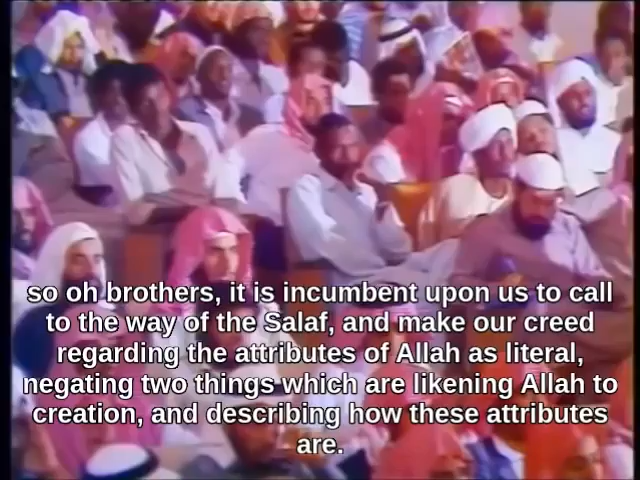 so oh brothers, it is incumbent upon us to call
to the way of the Salaf, and make our creed
regarding the attributes of Allah as literal,
negating two things which are likening Allah to
creation, and describing how these attributes
are.